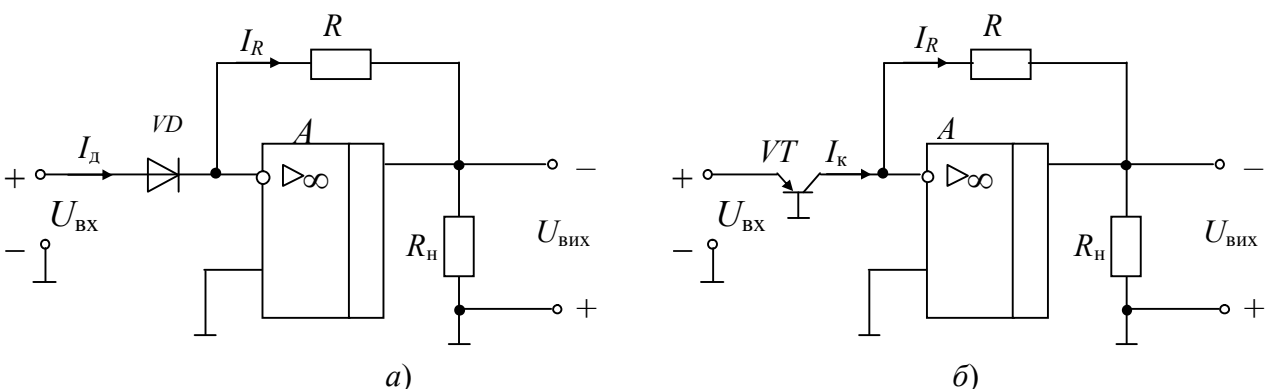 I_R R
VD
I_д
A
▷∞
+
U_вх
−
R_н
−
U_вих
+
а)
I_R R
VT
I_к
A
▷∞
+
U_вх
−
R_н
−
U_вих
+
б)